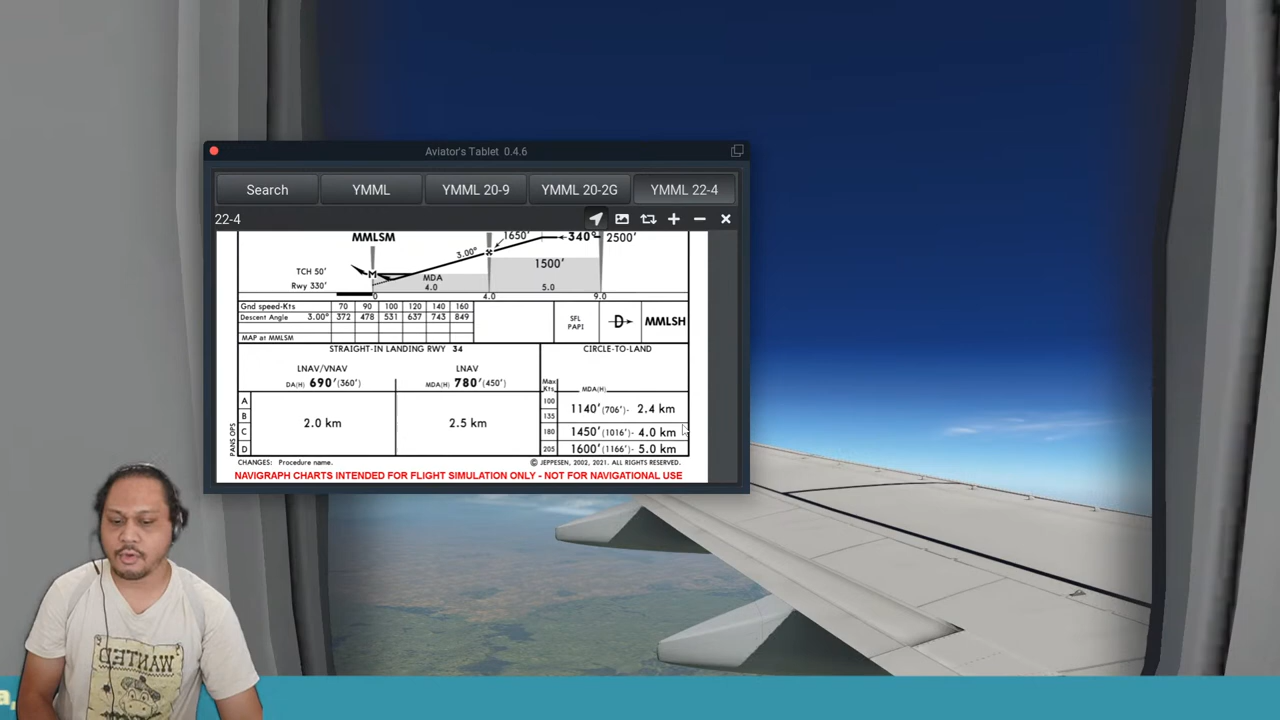 Aviator's Tablet 0.4.6
Search YMML YMML 20-9 YMML 20-2G YMML 22-4
22-4
MMLSM 1650' 340° 2500'
3.00°
1500'
TCH 50' M MDA
Rwy 330' 4.0 5.0
0 4.0 9.0
Gnd speed-Kts 70 90 100 120 140 160
Descent Angle 3.00° 372 478 531 637 743 849
SFL
PAPI
D MMLSH
MAP at MMLSM
STRAIGHT-IN LANDING RWY 34 CIRCLE-TO-LAND
LNAV/VNAV LNAV
DA(H) 690'(360') MDA(H) 780'(450') Max Kts MDA(H)
A 100
B 135 1140'(706')- 2.4 km
2.0 km 2.5 km
C 180 1450'(1016')- 4.0 km
D 205 1600'(1166')- 5.0 km
PANS OPS
CHANGES: Procedure name. © JEPPESEN, 2002, 2021. ALL RIGHTS RESERVED.
NAVIGRAPH CHARTS INTENDED FOR FLIGHT SIMULATION ONLY - NOT FOR NAVIGATIONAL USE
WANTED
a,